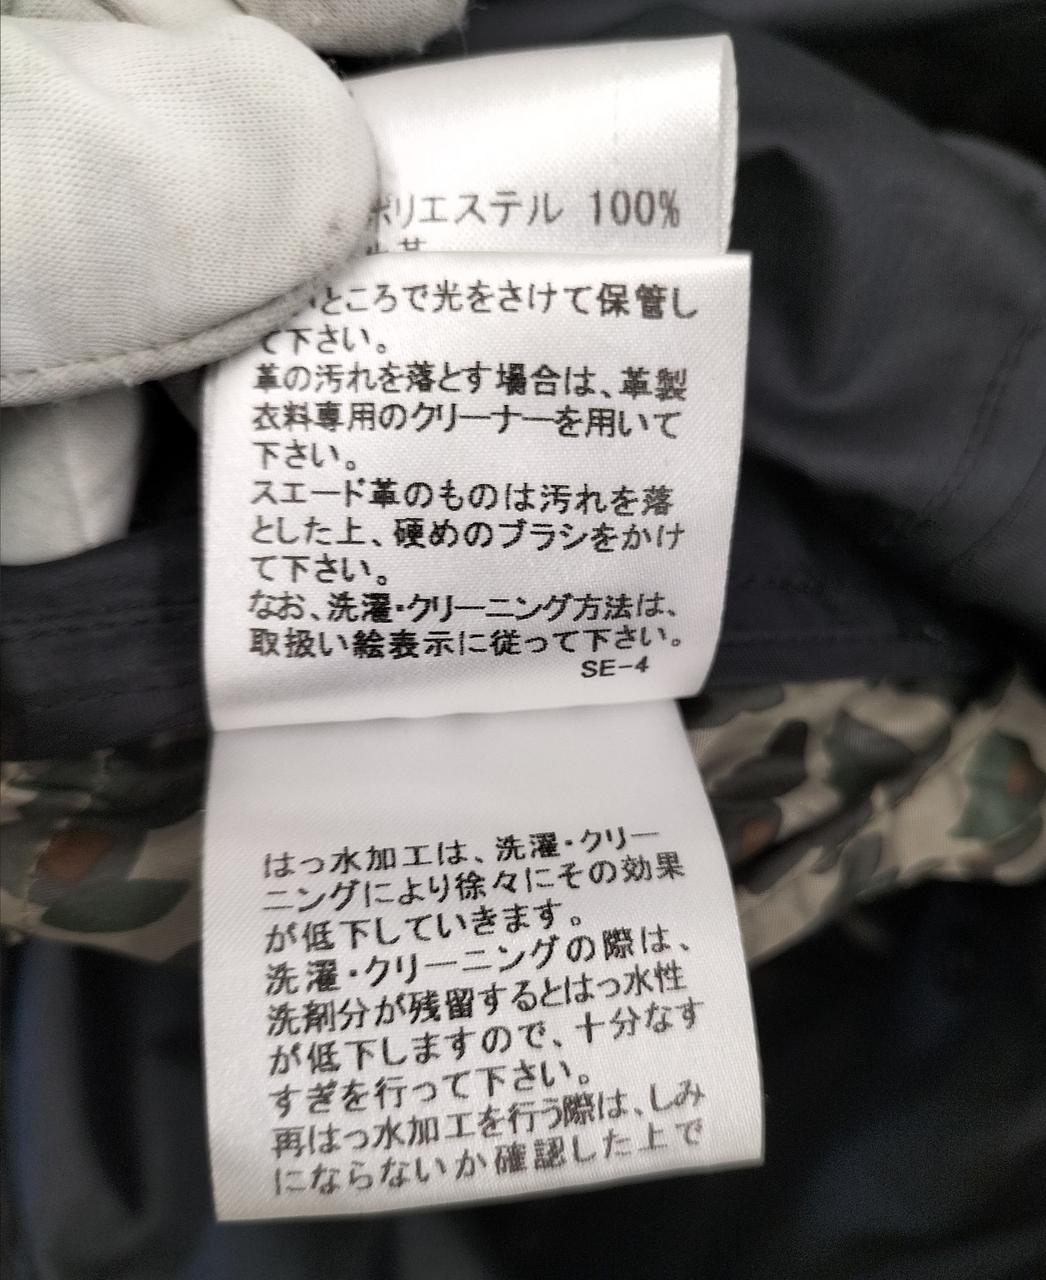 ポリエステル 100%
ところで光をさけて保管し
て下さい。
革の汚れを落とす場合は、革製
衣料専用のクリーナーを用いて
下さい。
スエード革のものは汚れを落
とした上、硬めのブラシをかけ
て下さい。
なお、洗濯・クリーニング方法は、
取扱い絵表示に従って下さい。
SE-4
はっ水加工は、洗濯・クリー
ニングにより徐々にその効果
が低下していきます。
洗濯・クリーニングの際は、
洗剤分が残留するとはっ水性
が低下しますので、十分なす
すぎを行って下さい。
再はっ水加工を行う際は、しみ
にならないか確認した上で